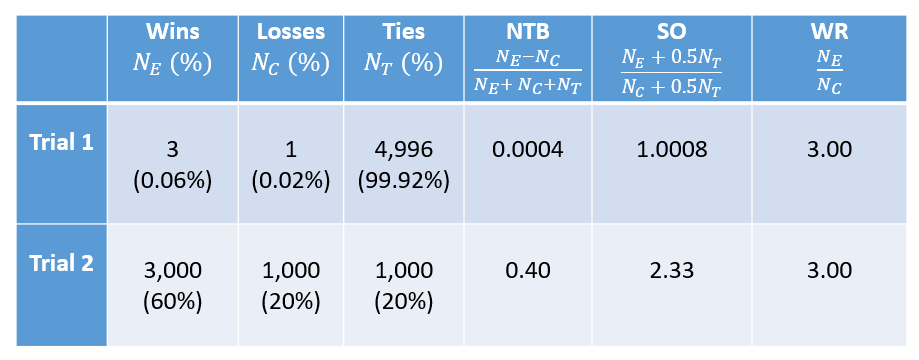 Wins Losses Ties NTB SO WR
N_E (%) N_C (%) N_T (%) (N_E−N_C)/(N_E+ N_C+N_T) (N_E + 0.5N_T)/(N_C + 0.5N_T) N_E/N_C
Trial 1 3 1 4,996 0.0004 1.0008 3.00
(0.06%) (0.02%) (99.92%)
Trial 2 3,000 1,000 1,000 0.40 2.33 3.00
(60%) (20%) (20%)